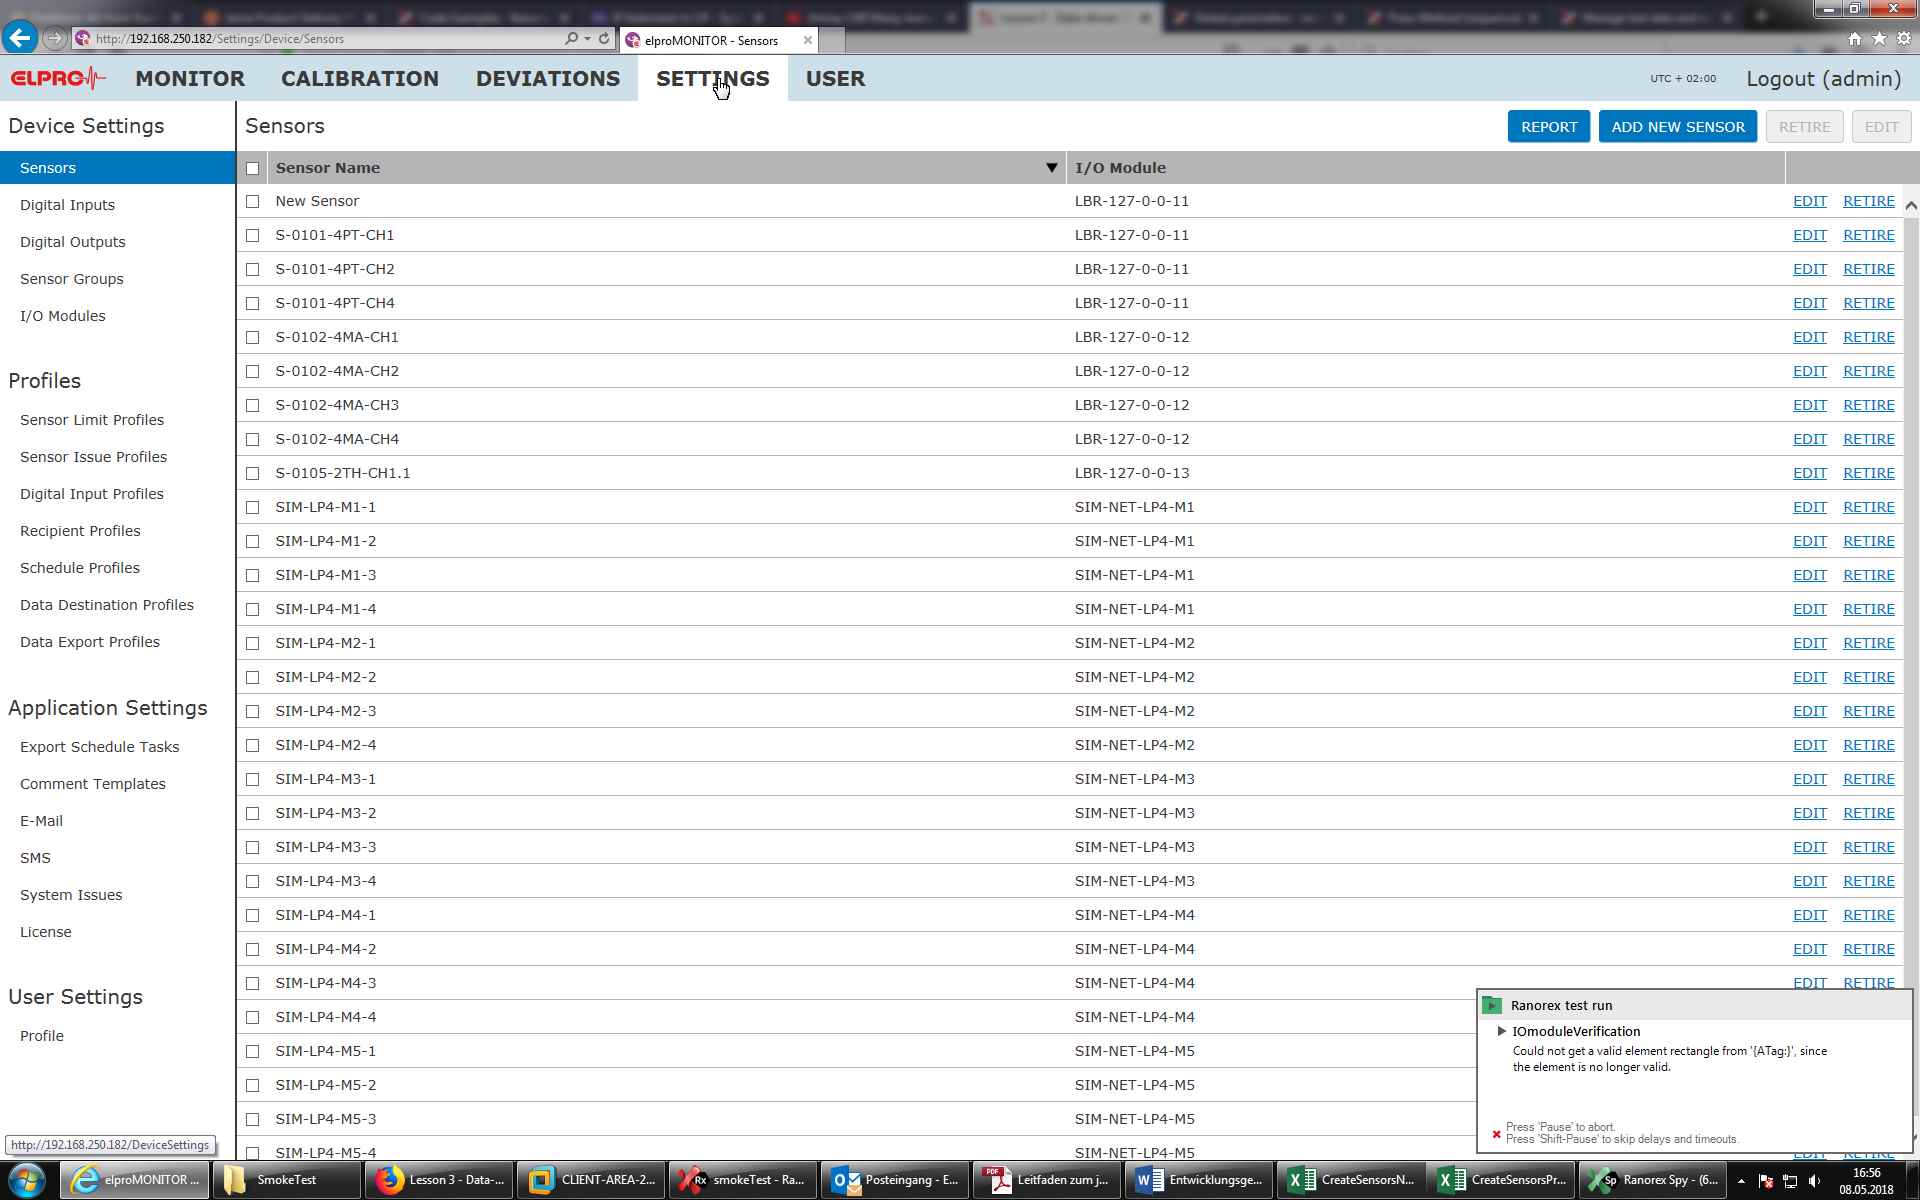 http://192.168.250.182/Settings/Device/Sensors
elproMONITOR - Sensors
ELPRO
MONITOR
CALIBRATION
DEVIATIONS
SETTINGS
USER
UTC + 02:00
Logout (admin)
Device Settings
Sensors
Digital Inputs
Digital Outputs
Sensor Groups
I/O Modules
Profiles
Sensor Limit Profiles
Sensor Issue Profiles
Digital Input Profiles
Recipient Profiles
Schedule Profiles
Data Destination Profiles
Data Export Profiles
Application Settings
Export Schedule Tasks
Comment Templates
E-Mail
SMS
System Issues
License
User Settings
Profile
http://192.168.250.182/DeviceSettings
Sensors
REPORT
ADD NEW SENSOR
RETIRE
EDIT
Sensor Name I/O Module
New Sensor LBR-127-0-0-11 EDIT RETIRE
S-0101-4PT-CH1 LBR-127-0-0-11 EDIT RETIRE
S-0101-4PT-CH2 LBR-127-0-0-11 EDIT RETIRE
S-0101-4PT-CH4 LBR-127-0-0-11 EDIT RETIRE
S-0102-4MA-CH1 LBR-127-0-0-12 EDIT RETIRE
S-0102-4MA-CH2 LBR-127-0-0-12 EDIT RETIRE
S-0102-4MA-CH3 LBR-127-0-0-12 EDIT RETIRE
S-0102-4MA-CH4 LBR-127-0-0-12 EDIT RETIRE
S-0105-2TH-CH1.1 LBR-127-0-0-13 EDIT RETIRE
SIM-LP4-M1-1 SIM-NET-LP4-M1 EDIT RETIRE
SIM-LP4-M1-2 SIM-NET-LP4-M1 EDIT RETIRE
SIM-LP4-M1-3 SIM-NET-LP4-M1 EDIT RETIRE
SIM-LP4-M1-4 SIM-NET-LP4-M1 EDIT RETIRE
SIM-LP4-M2-1 SIM-NET-LP4-M2 EDIT RETIRE
SIM-LP4-M2-2 SIM-NET-LP4-M2 EDIT RETIRE
SIM-LP4-M2-3 SIM-NET-LP4-M2 EDIT RETIRE
SIM-LP4-M2-4 SIM-NET-LP4-M2 EDIT RETIRE
SIM-LP4-M3-1 SIM-NET-LP4-M3 EDIT RETIRE
SIM-LP4-M3-2 SIM-NET-LP4-M3 EDIT RETIRE
SIM-LP4-M3-3 SIM-NET-LP4-M3 EDIT RETIRE
SIM-LP4-M3-4 SIM-NET-LP4-M3 EDIT RETIRE
SIM-LP4-M4-1 SIM-NET-LP4-M4 EDIT RETIRE
SIM-LP4-M4-2 SIM-NET-LP4-M4 EDIT RETIRE
SIM-LP4-M4-3 SIM-NET-LP4-M4 EDIT RETIRE
SIM-LP4-M4-4 SIM-NET-LP4-M4
SIM-LP4-M5-1 SIM-NET-LP4-M5
SIM-LP4-M5-2 SIM-NET-LP4-M5
SIM-LP4-M5-3 SIM-NET-LP4-M5
SIM-LP4-M5-4 SIM-NET-LP4-M5 EDIT RETIRE
Ranorex test run
IOmoduleVerification
Could not get a valid element rectangle from '{ATag:}', since
the element is no longer valid.
Press 'Pause' to abort.
Press 'Shift-Pause' to skip delays and timeouts.
elproMONITOR ...
SmokeTest
Lesson 3 - Data-...
CLIENT-AREA-2...
smokeTest - Ra...
Posteingang - E...
Leitfaden zum j...
Entwicklungsge...
CreateSensorsN...
CreateSensorsPr...
Ranorex Spy - (6...
16:56
08.05.2018